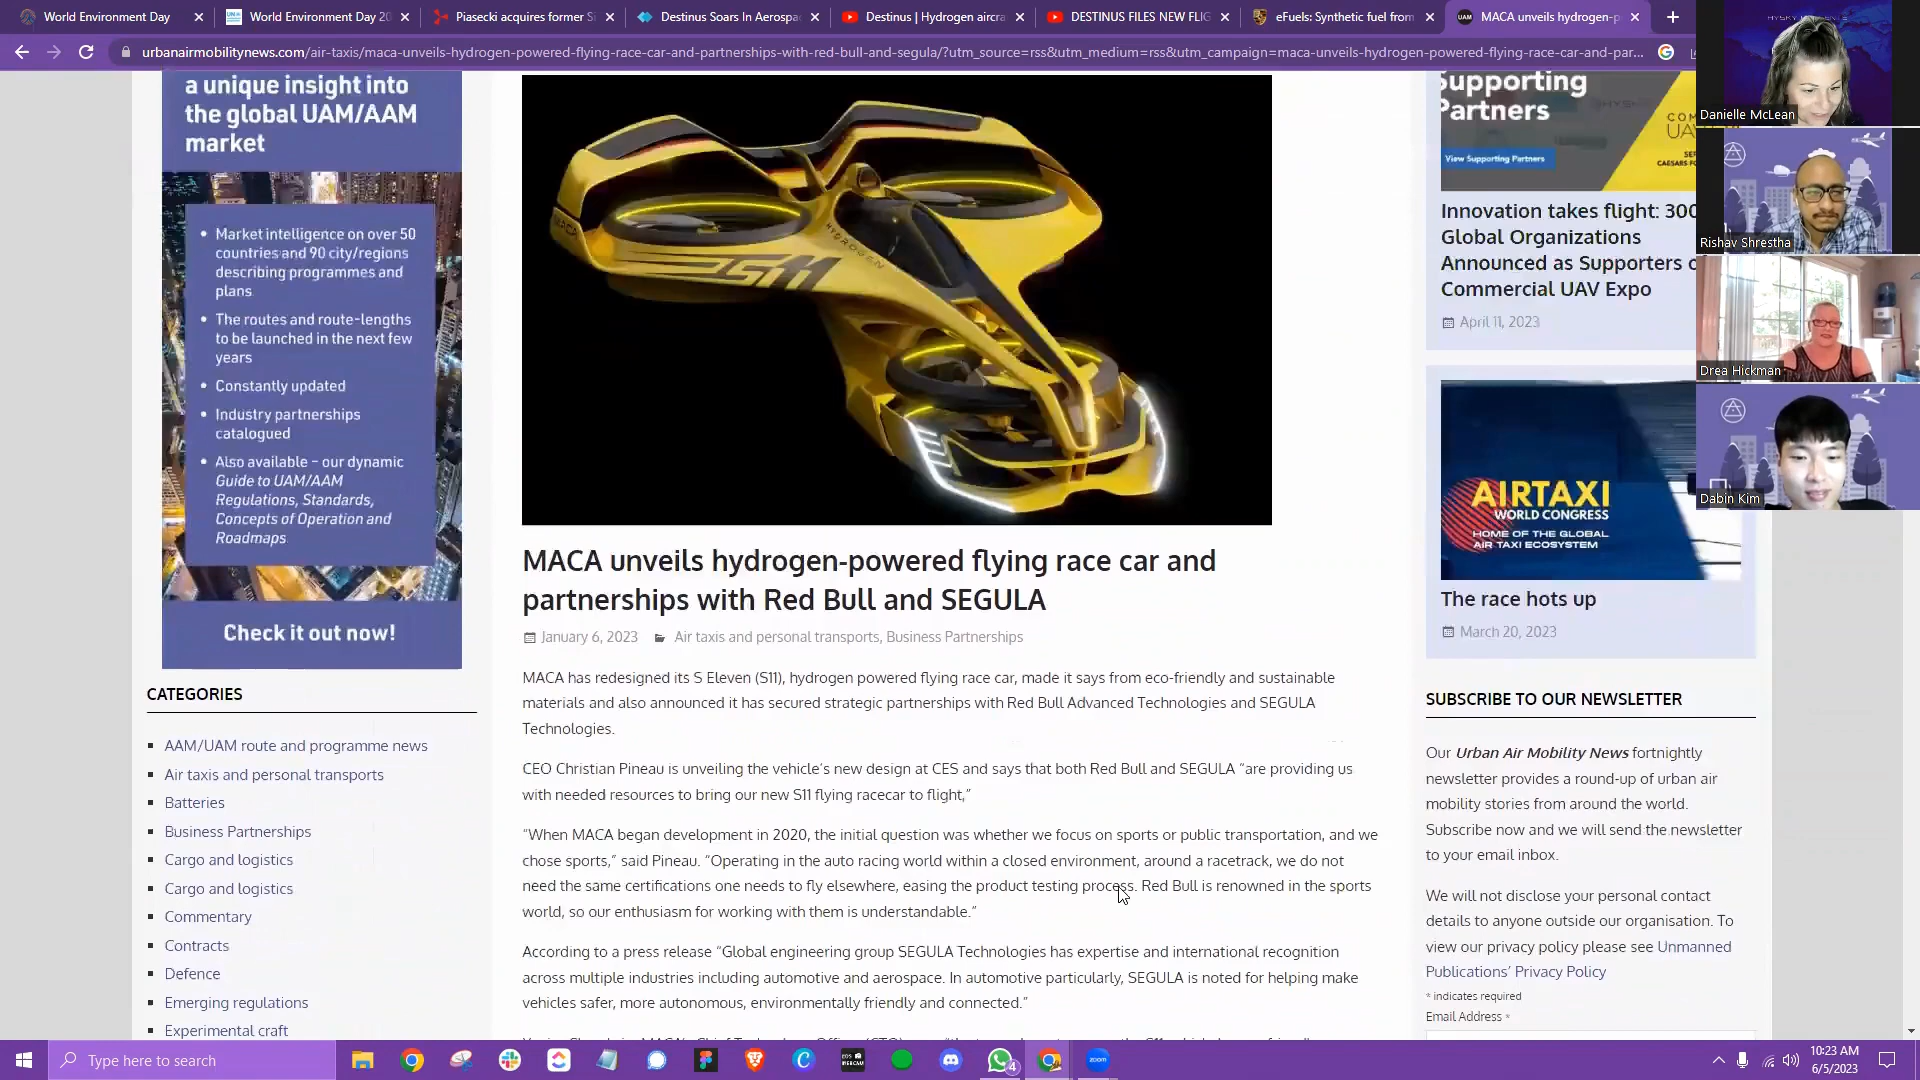 World Environment Day
World Environment Day 20
Piasecki acquires former Si
Destinus Soars In Aerospac
Destinus | Hydrogen aircra
DESTINUS FILES NEW FLIG
eFuels: Synthetic fuel from
MACA unveils hydrogen-p
urbanairmobilitynews.com/air-taxis/maca-unveils-hydrogen-powered-flying-race-car-and-partnerships-with-red-bull-and-segula/?utm_source=rss&utm_medium=rss&utm_campaign=maca-unveils-hydrogen-powered-flying-race-car-and-par...
a unique insight into
the global UAM/AAM
market
Market intelligence on over 50
countries and 90 city/regions
describing programmes and
plans
The routes and route-lengths
to be launched in the next few
years
Constantly updated
Industry partnerships
catalogued
Also available – our dynamic
Guide to UAM/AAM
Regulations, Standards,
Concepts of Operation and
Roadmaps
Check it out now!
CATEGORIES
AAM/UAM route and programme news
Air taxis and personal transports
Batteries
Business Partnerships
Cargo and logistics
Cargo and logistics
Commentary
Contracts
Defence
Emerging regulations
Experimental craft
MACA
HYDROGEN
S11
MACA unveils hydrogen-powered flying race car and
partnerships with Red Bull and SEGULA
January 6, 2023
Air taxis and personal transports, Business Partnerships
MACA has redesigned its S Eleven (S11), hydrogen powered flying race car, made it says from eco-friendly and sustainable
materials and also announced it has secured strategic partnerships with Red Bull Advanced Technologies and SEGULA
Technologies.
CEO Christian Pineau is unveiling the vehicle’s new design at CES and says that both Red Bull and SEGULA “are providing us
with needed resources to bring our new S11 flying racecar to flight,”
“When MACA began development in 2020, the initial question was whether we focus on sports or public transportation, and we
chose sports,” said Pineau. “Operating in the auto racing world within a closed environment, around a racetrack, we do not
need the same certifications one needs to fly elsewhere, easing the product testing process. Red Bull is renowned in the sports
world, so our enthusiasm for working with them is understandable.”
According to a press release “Global engineering group SEGULA Technologies has expertise and international recognition
across multiple industries including automotive and aerospace. In automotive particularly, SEGULA is noted for helping make
vehicles safer, more autonomous, environmentally friendly and connected.”
Supporting
Partners
View Supporting Partners
Innovation takes flight: 300
Global Organizations
Announced as Supporters o
Commercial UAV Expo
April 11, 2023
AIRTAXI
WORLD CONGRESS
HOME OF THE GLOBAL
AIR TAXI ECOSYSTEM
The race hots up
March 20, 2023
SUBSCRIBE TO OUR NEWSLETTER
Our Urban Air Mobility News fortnightly
newsletter provides a round-up of urban air
mobility stories from around the world.
Subscribe now and we will send the newsletter
to your email inbox.
We will not disclose your personal contact
details to anyone outside our organisation. To
view our privacy policy please see Unmanned
Publications’ Privacy Policy
* indicates required
Email Address *
Danielle McLean
Rishav Shrestha
Drea Hickman
Dabin Kim
Type here to search
4
zoom
10:23 AM
6/5/2023